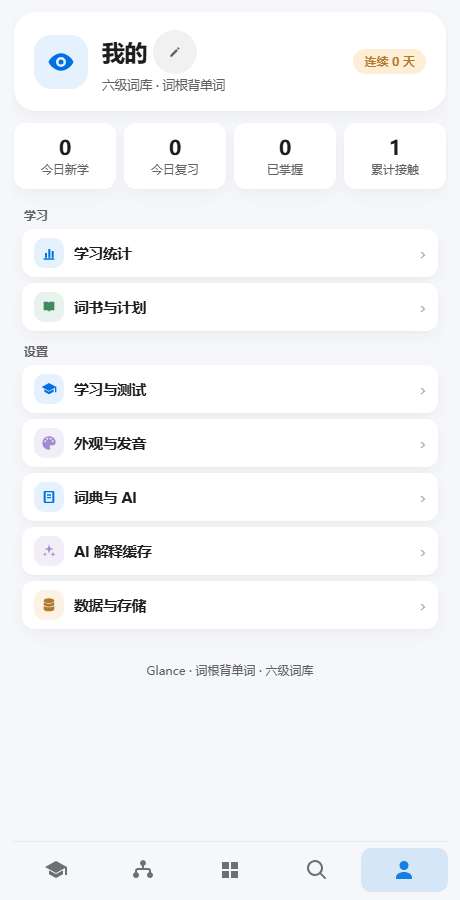 我的
六级词库 · 词根背单词
连续 0 天
0
今日新学
0
今日复习
0
已掌握
1
累计接触
学习
学习统计
词书与计划
设置
学习与测试
外观与发音
词典与 AI
AI 解释缓存
数据与存储
Glance · 词根背单词 · 六级词库